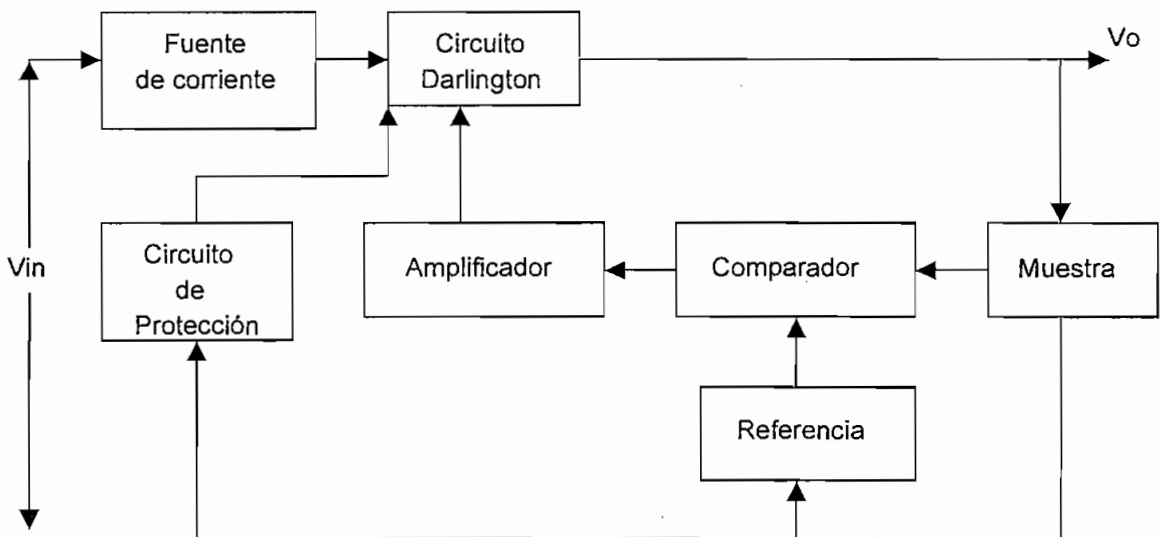 Fuente
de corriente
Circuito
Darlington
Vo
Vin
Circuito
de
Protección
Amplificador
Comparador
Muestra
Referencia